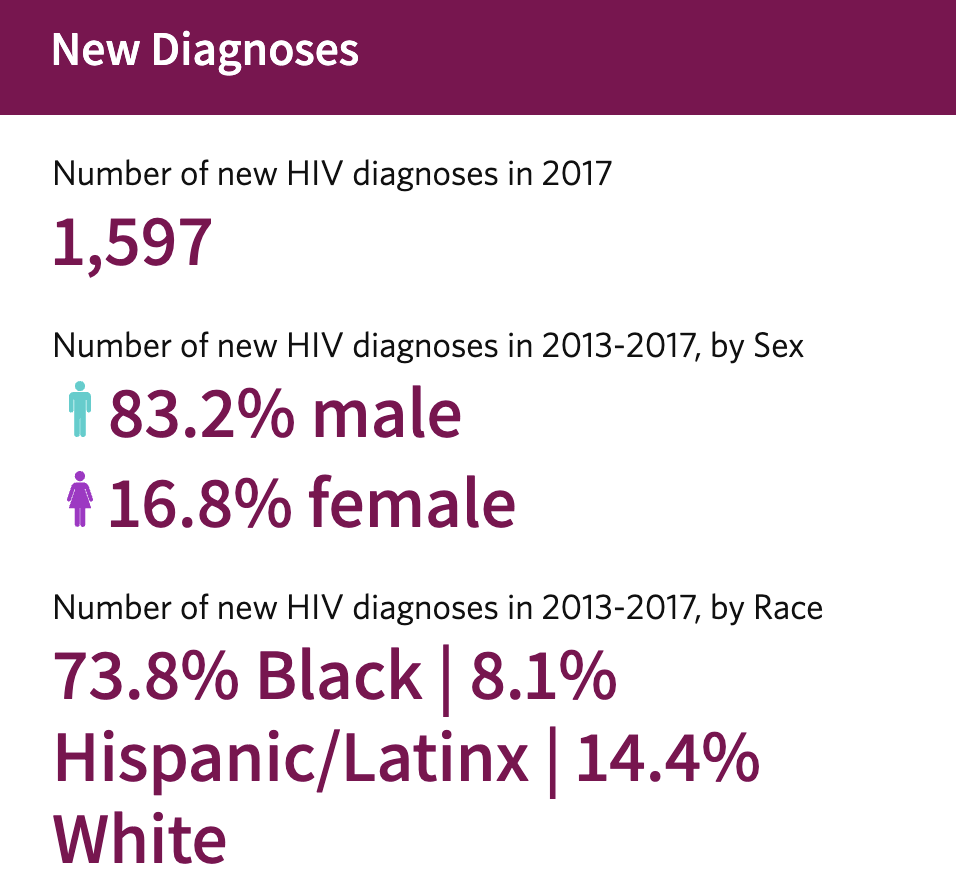 New Diagnoses
Number of new HIV diagnoses in 2017
1,597
Number of new HIV diagnoses in 2013-2017, by Sex
83.2% male
16.8% female
Number of new HIV diagnoses in 2013-2017, by Race
73.8% Black | 8.1%
Hispanic/Latinx | 14.4%
White